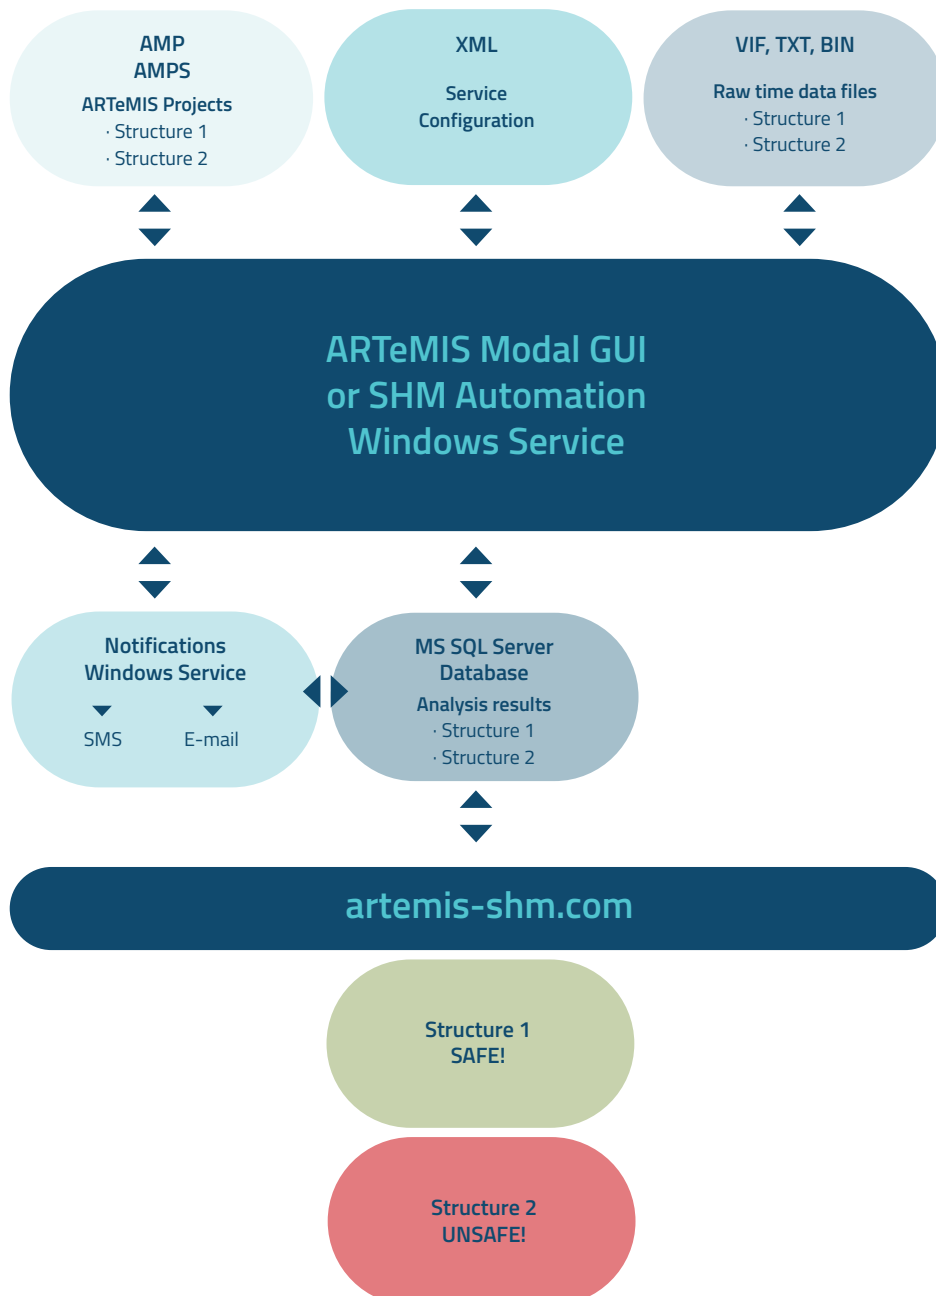 AMP
AMPS
ARTeMIS Projects
· Structure 1
· Structure 2
XML
Service
Configuration
VIF, TXT, BIN
Raw time data files
· Structure 1
· Structure 2
ARTeMIS Modal GUI
or SHM Automation
Windows Service
Notifications
Windows Service
SMS
E-mail
MS SQL Server
Database
Analysis results
· Structure 1
· Structure 2
artemis-shm.com
Structure 1
SAFE!
Structure 2
UNSAFE!